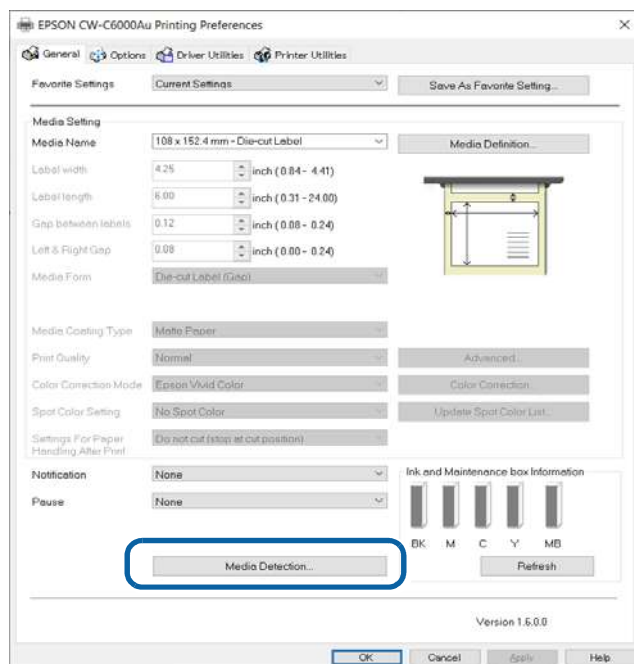 EPSON CW-C6000Au Printing Preferences
General Options Driver Utilities Printer Utilities
Favorite Settings Current Settings Save As Favorite Setting...
Media Setting
Media Name 108 x 152.4 mm - Die-cut Label Media Definition...
Label width 4.25 inch ( 0.84 - 4.41)
Label length 6.00 inch ( 0.31 - 24.00)
Gap between labels 0.12 inch ( 0.08 - 0.24)
Left & Right Gap 0.08 inch ( 0.00 - 0.24)
Media Form Die-cut Label (Gap)
Media Coating Type Matte Paper
Print Quality Normal Advanced...
Color Correction Mode Epson Vivid Color Color Correction...
Spot Color Setting No Spot Color Update Spot Color List...
Settings For Paper Handling After Print Do not cut (stop at cut position)
Notification None Ink and Maintenance box Information
Pause None
BK M C Y MB
Media Detection... Refresh
Version 1.6.0.0
OK Cancel Apply Help